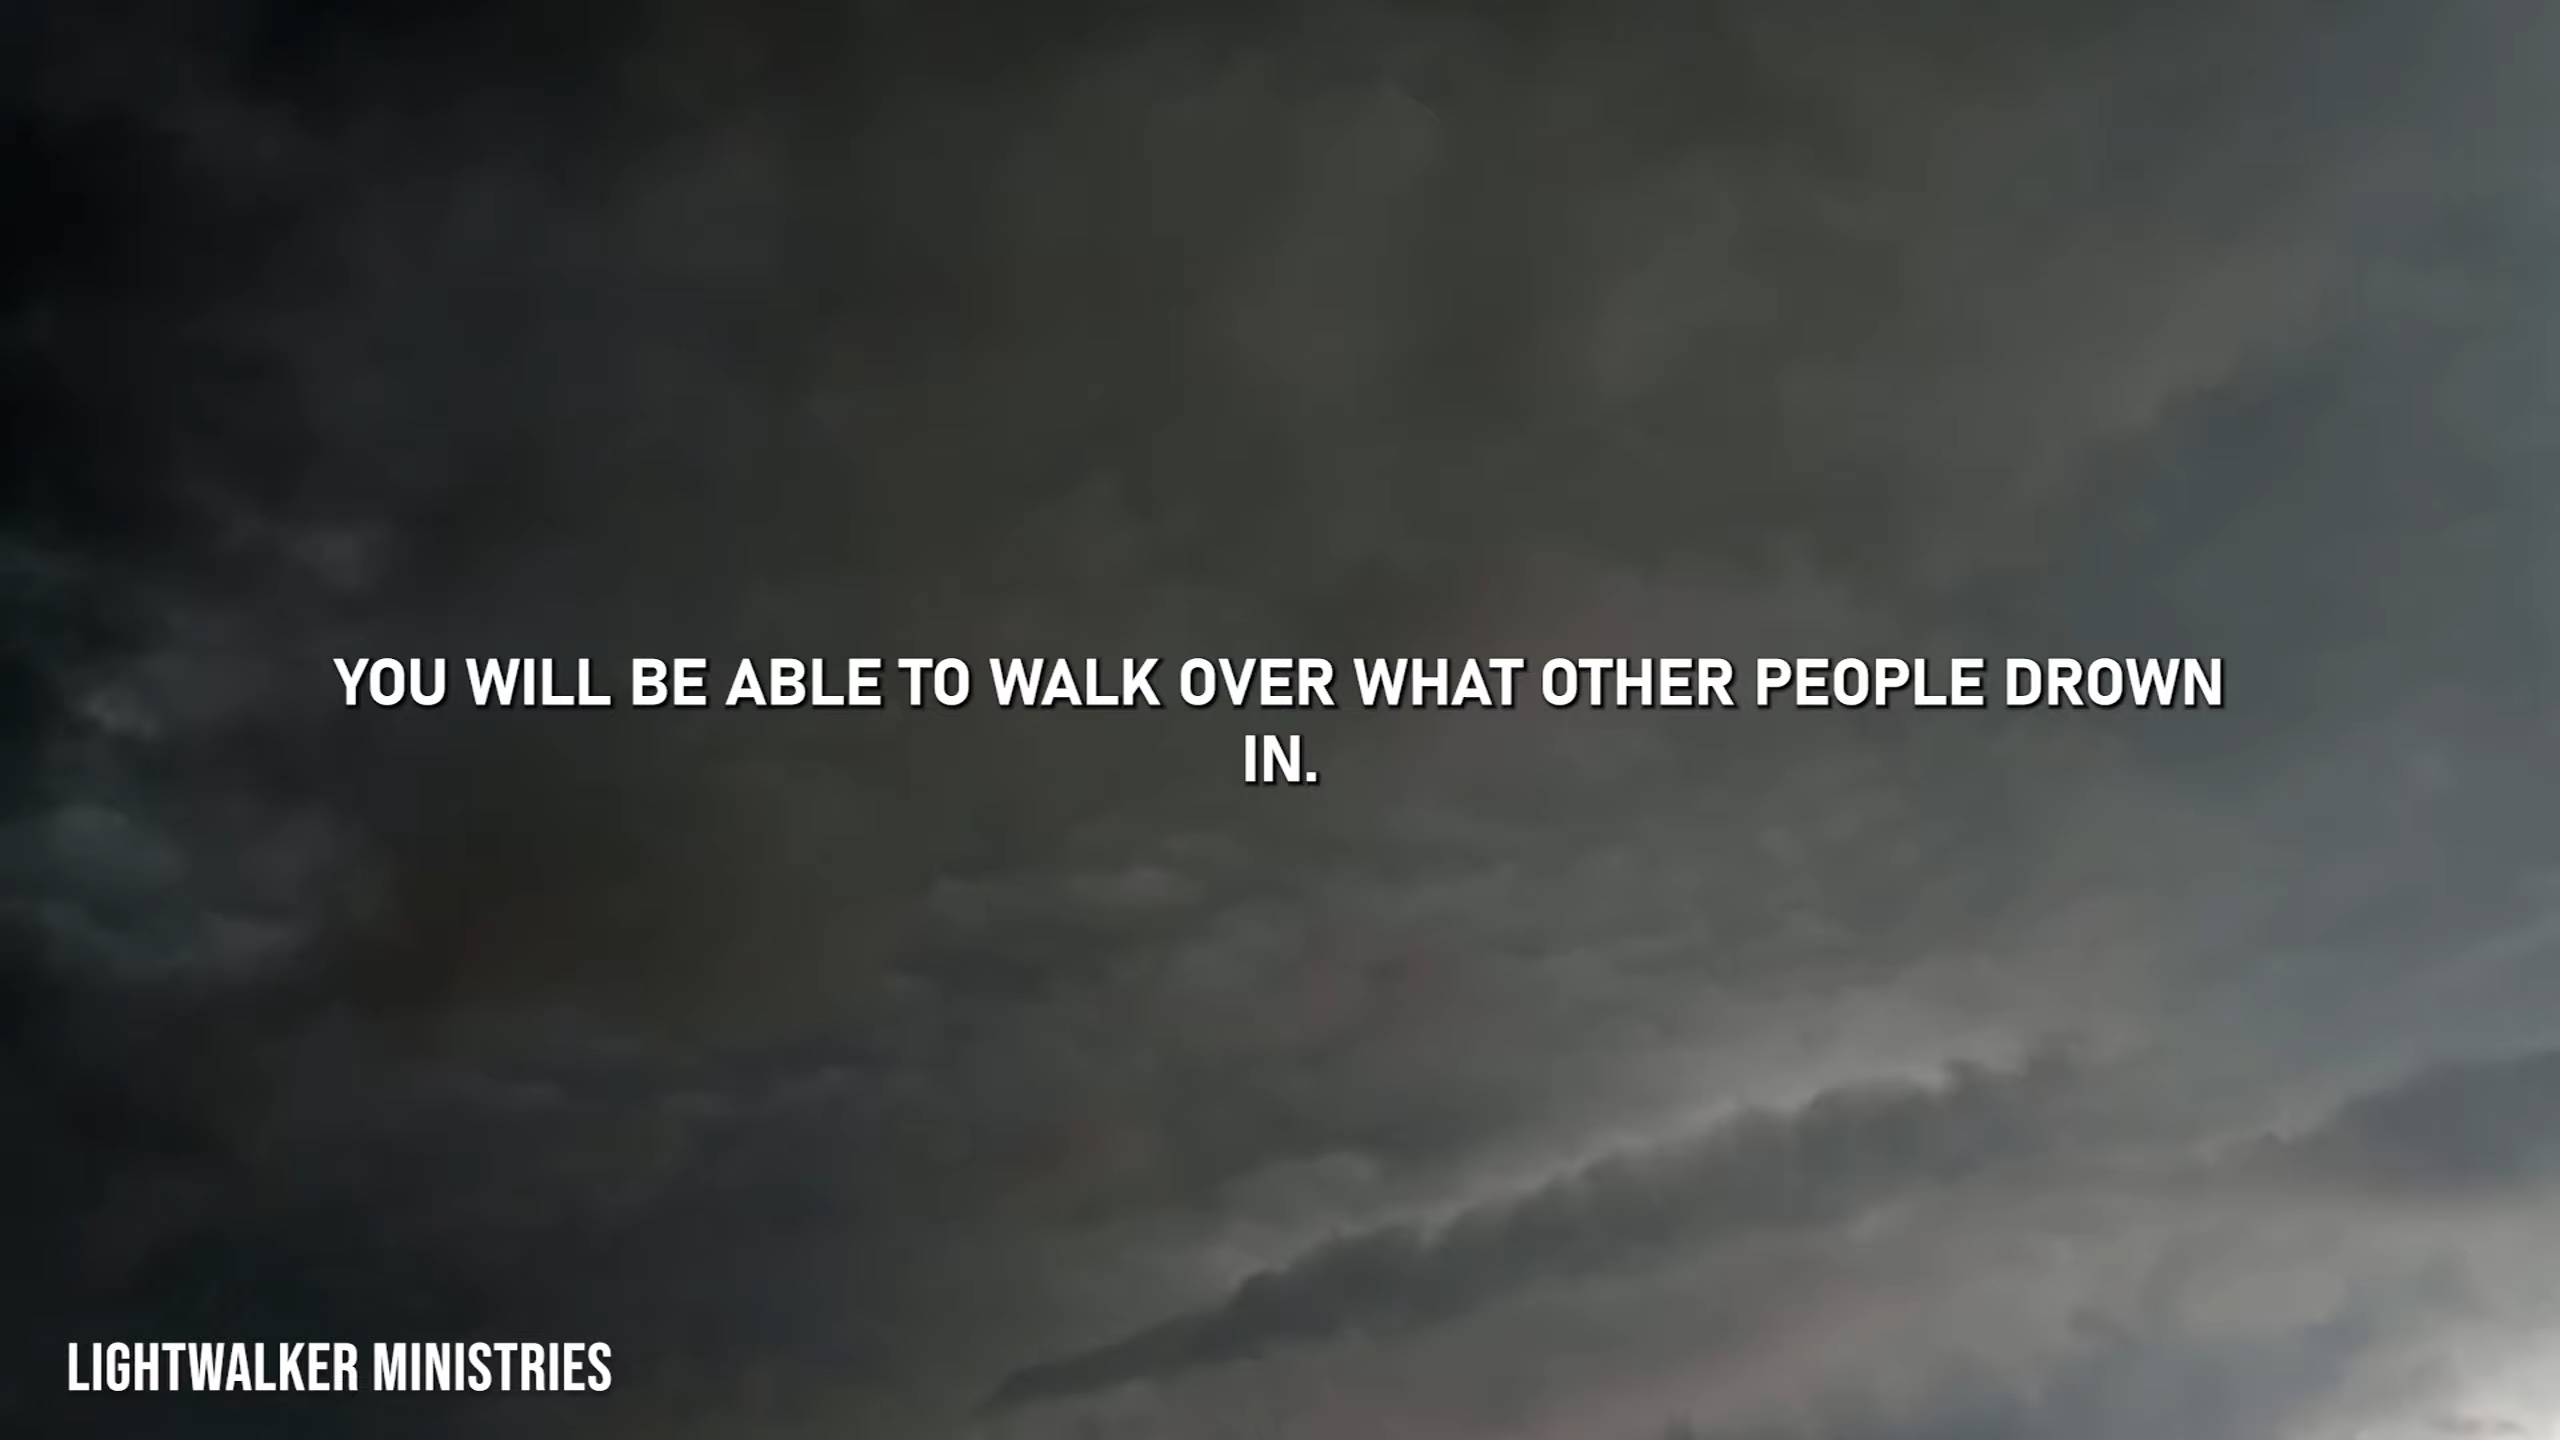 YOU WILL BE ABLE TO WALK OVER WHAT OTHER PEOPLE DROWN
IN.
LIGHTWALKER MINISTRIES